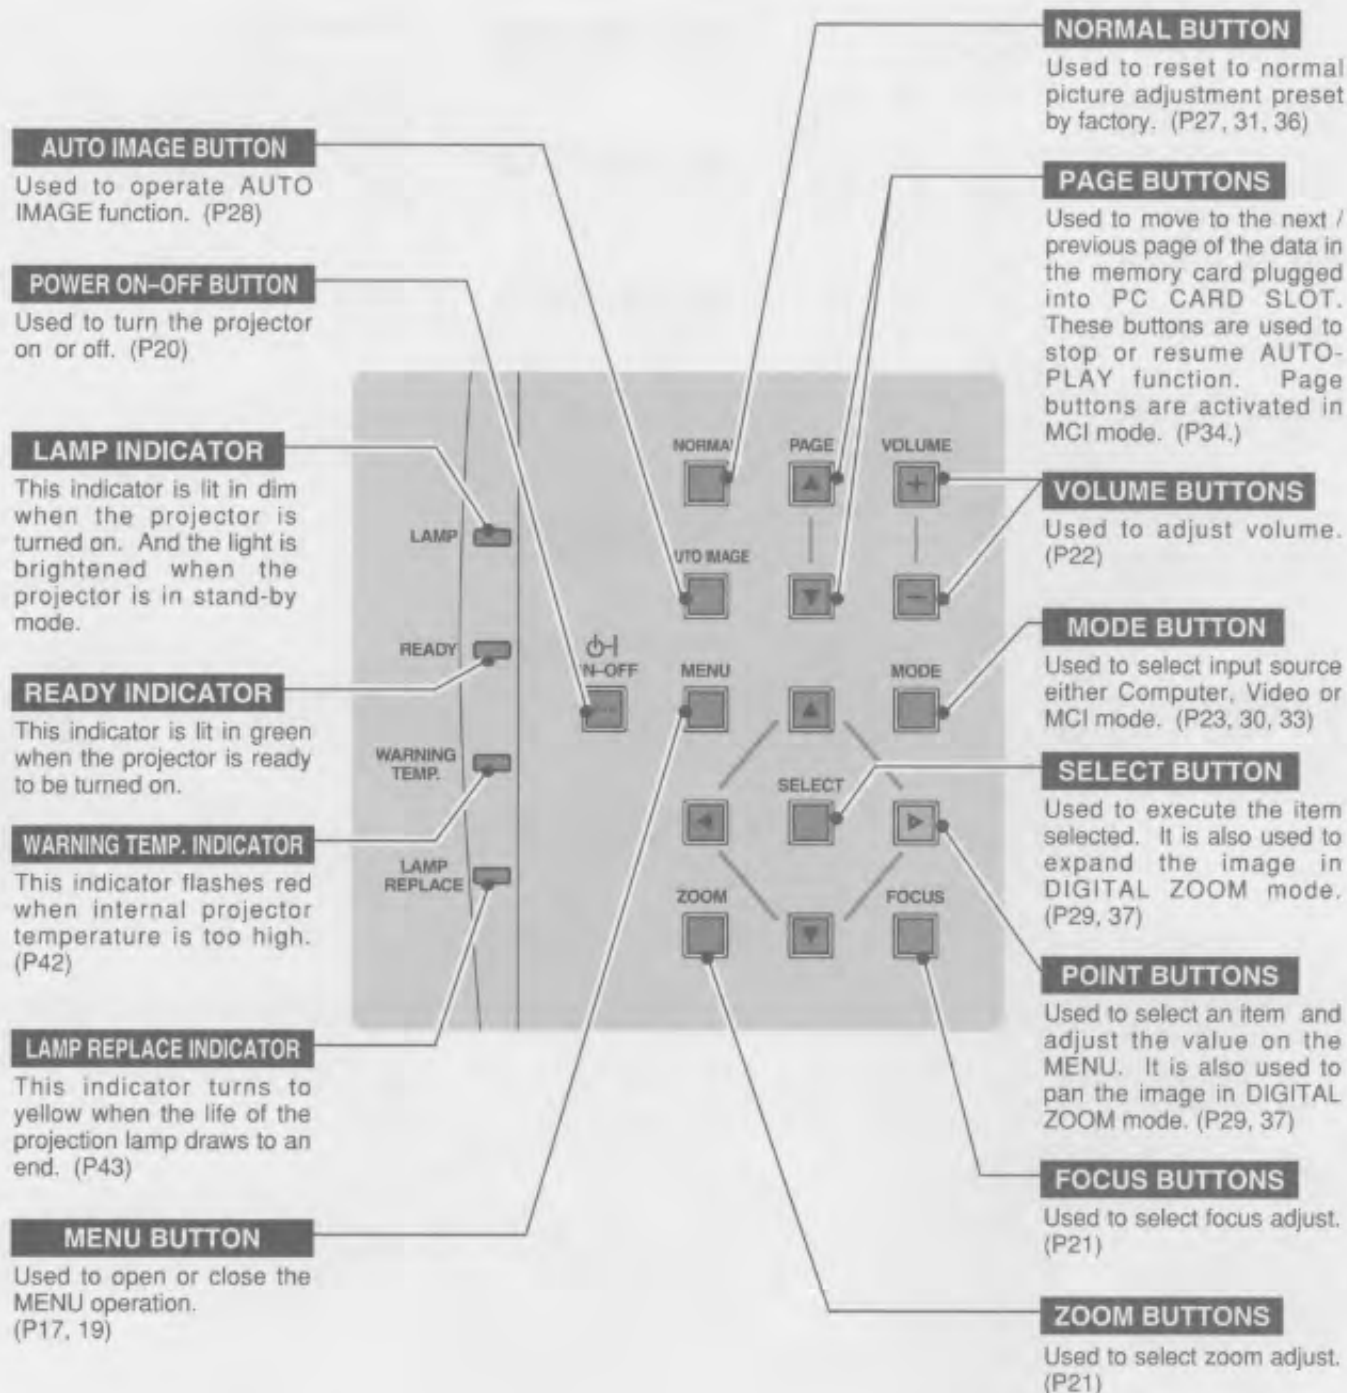 AUTO IMAGE BUTTON
Used to operate AUTO
IMAGE function. (P28)
POWER ON–OFF BUTTON
Used to turn the projector
on or off. (P20)
LAMP INDICATOR
This indicator is lit in dim
when the projector is
turned on. And the light is
brightened when the
projector is in stand-by
mode.
READY INDICATOR
This indicator is lit in green
when the projector is ready
to be turned on.
WARNING TEMP. INDICATOR
This indicator flashes red
when internal projector
temperature is too high.
(P42)
LAMP REPLACE INDICATOR
This indicator turns to
yellow when the life of the
projection lamp draws to an
end. (P43)
MENU BUTTON
Used to open or close the
MENU operation.
(P17, 19)
LAMP
READY
WARNING
TEMP.
LAMP
REPLACE
N–OFF
NORMAL
PAGE
VOLUME
UTO IMAGE
MENU
MODE
SELECT
ZOOM
FOCUS
NORMAL BUTTON
Used to reset to normal
picture adjustment preset
by factory. (P27, 31, 36)
PAGE BUTTONS
Used to move to the next /
previous page of the data in
the memory card plugged
into PC CARD SLOT.
These buttons are used to
stop or resume AUTO-
PLAY function. Page
buttons are activated in
MCI mode. (P34.)
VOLUME BUTTONS
Used to adjust volume.
(P22)
MODE BUTTON
Used to select input source
either Computer, Video or
MCI mode. (P23, 30, 33)
SELECT BUTTON
Used to execute the item
selected. It is also used to
expand the image in
DIGITAL ZOOM mode.
(P29, 37)
POINT BUTTONS
Used to select an item and
adjust the value on the
MENU. It is also used to
pan the image in DIGITAL
ZOOM mode. (P29, 37)
FOCUS BUTTONS
Used to select focus adjust.
(P21)
ZOOM BUTTONS
Used to select zoom adjust.
(P21)